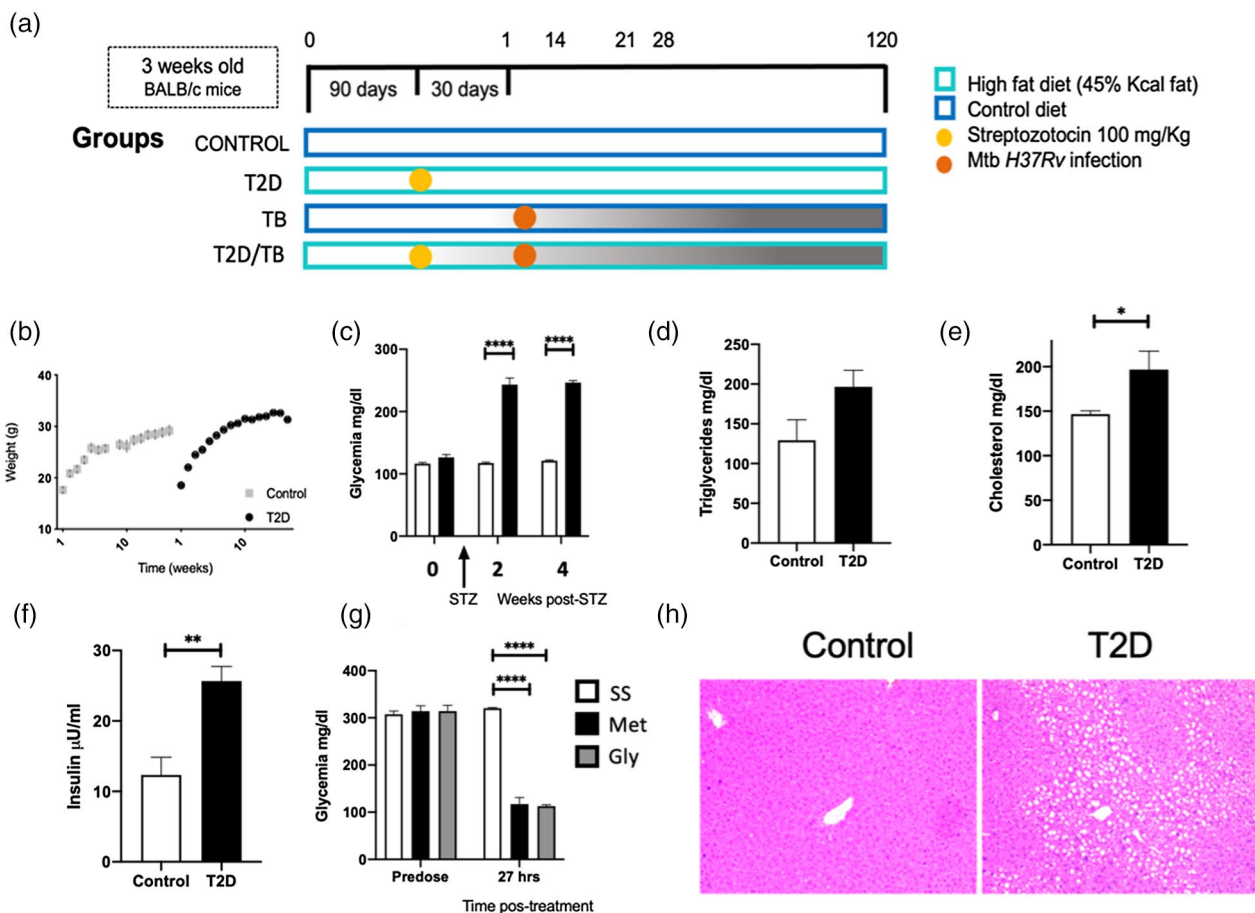 (a)
0 1 14 21 28 120
3 weeks old
BALB/c mice
90 days 30 days
Groups
CONTROL
T2D
TB
T2D/TB
High fat diet (45% Kcal fat)
Control diet
Streptozotocin 100 mg/Kg
Mtb H37Rv infection
(b)
Weight (g)
40
30
20
10
1 10 1 10
Time (weeks)
Control
T2D
(c)
**** ****
Glycemia mg/dl
300
200
100
0
0 2 4
STZ Weeks post-STZ
(d)
Triglycerides mg/dl
250
200
150
100
50
0
Control T2D
(e)
*
Cholesterol mg/dl
200
150
100
50
0
Control T2D
(f)
**
Insulin µU/ml
30
20
10
0
Control T2D
(g)
****
****
Glycemia mg/dl
400
300
200
100
0
Predose 27 hrs
Time pos-treatment
SS
Met
Gly
(h)
Control T2D